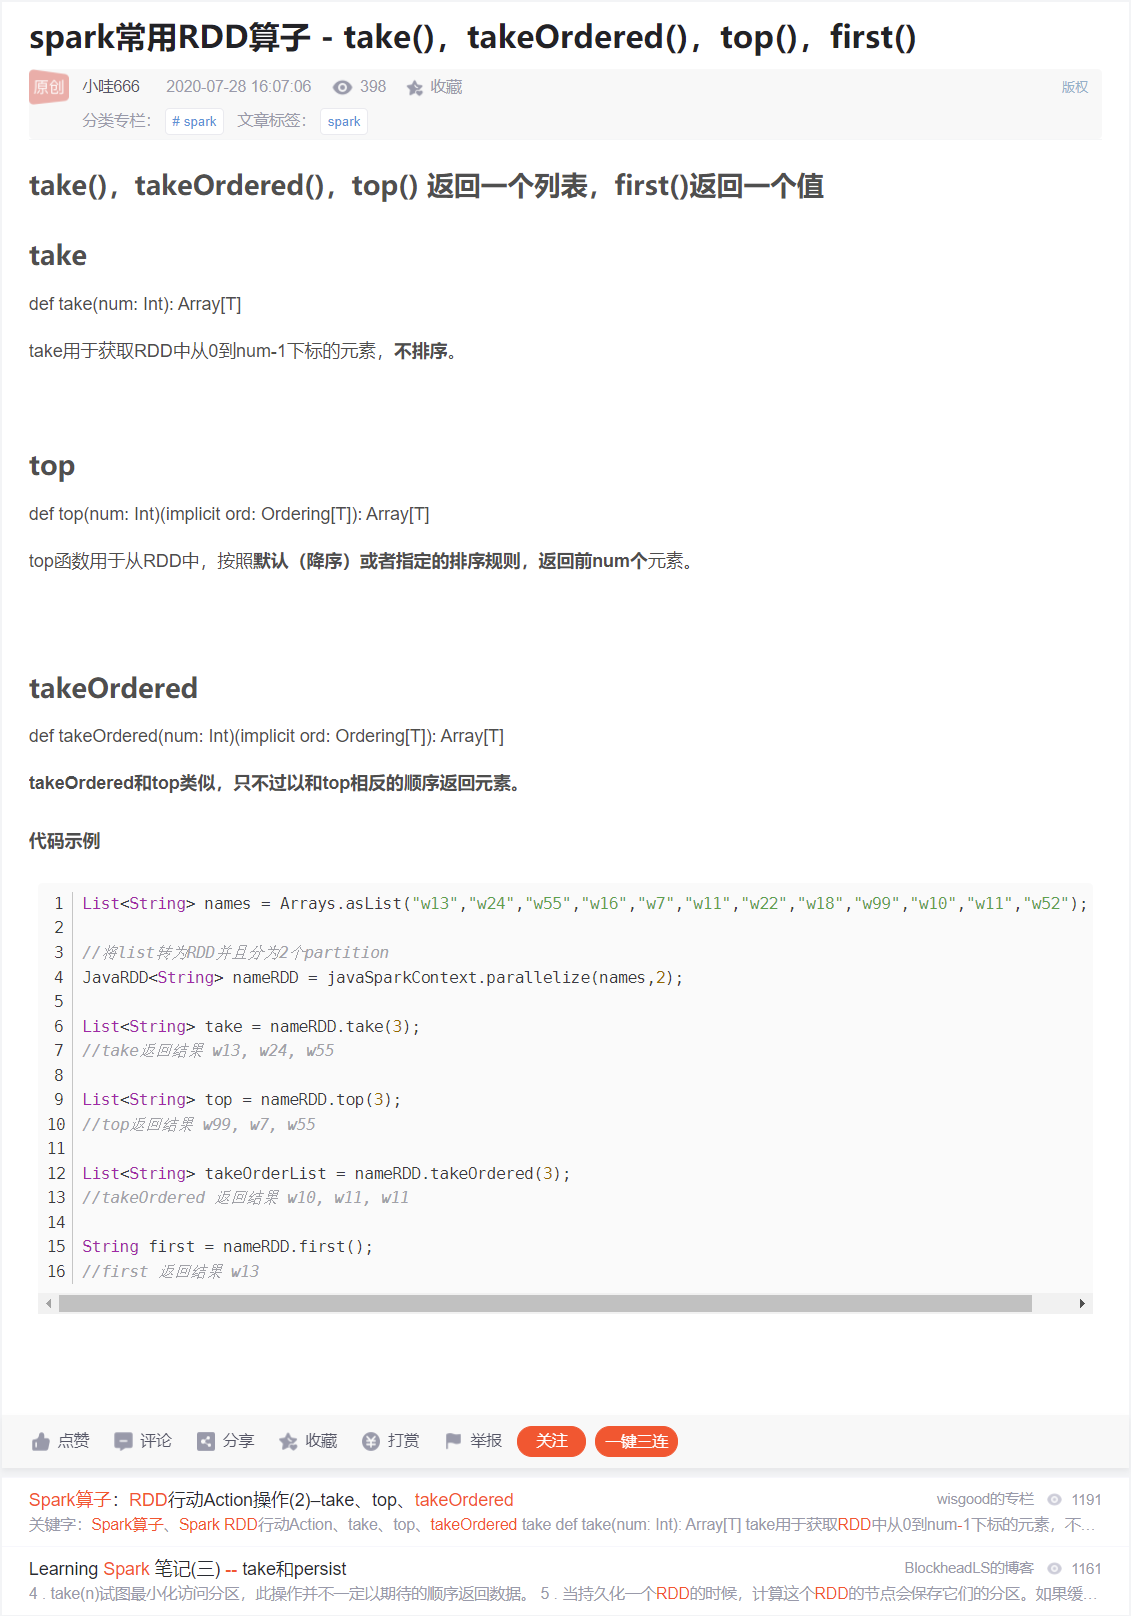 spark常用RDD算子 - take()，takeOrdered()，top()，first()
原创 小哇666 2020-07-28 16:07:06 398 收藏 版权
分类专栏： # spark 文章标签： spark
take()，takeOrdered()，top() 返回一个列表，first()返回一个值
take
def take(num: Int): Array[T]
take用于获取RDD中从0到num-1下标的元素，不排序。
top
def top(num: Int)(implicit ord: Ordering[T]): Array[T]
top函数用于从RDD中，按照默认（降序）或者指定的排序规则，返回前num个元素。
takeOrdered
def takeOrdered(num: Int)(implicit ord: Ordering[T]): Array[T]
takeOrdered和top类似，只不过以和top相反的顺序返回元素。
代码示例
1 List<String> names = Arrays.asList("w13","w24","w55","w16","w7","w11","w22","w18","w99","w10","w11","w52");
2
3 //将list转为RDD并且分为2个partition
4 JavaRDD<String> nameRDD = javaSparkContext.parallelize(names,2);
5
6 List<String> take = nameRDD.take(3);
7 //take返回结果 w13, w24, w55
8
9 List<String> top = nameRDD.top(3);
10 //top返回结果 w99, w7, w55
11
12 List<String> takeOrderList = nameRDD.takeOrdered(3);
13 //takeOrdered 返回结果 w10, w11, w11
14
15 String first = nameRDD.first();
16 //first 返回结果 w13
点赞 评论 分享 收藏 打赏 举报 关注 一键三连
Spark算子：RDD行动Action操作(2)–take、top、takeOrdered wisgood的专栏 1191
关键字：Spark算子、Spark RDD行动Action、take、top、takeOrdered take def take(num: Int): Array[T] take用于获取RDD中从0到num-1下标的元素，不...
Learning Spark 笔记(三) -- take和persist BlockheadLS的博客 1161
4 . take(n)试图最小化访问分区，此操作并不一定以期待的顺序返回数据。 5 . 当持久化一个RDD的时候，计算这个RDD的节点会保存它们的分区。如果缓...